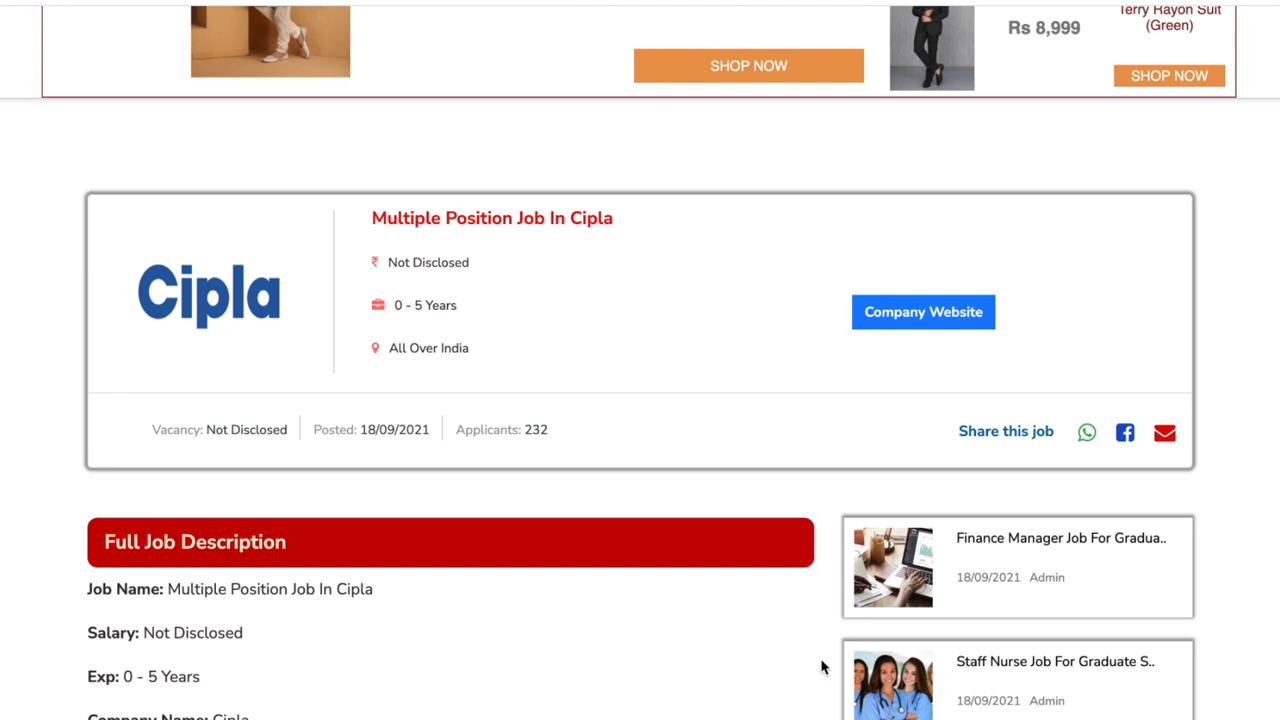 Terry Rayon Suit
(Green)
Rs 8,999
SHOP NOW
SHOP NOW
Cipla
Multiple Position Job In Cipla
Not Disclosed
0 - 5 Years
All Over India
Company Website
Vacancy: Not Disclosed
Posted: 18/09/2021
Applicants: 232
Share this job
Full Job Description
Job Name: Multiple Position Job In Cipla
Salary: Not Disclosed
Exp: 0 - 5 Years
Company Name: Cipla
Finance Manager Job For Gradua..
18/09/2021 Admin
Staff Nurse Job For Graduate S..
18/09/2021 Admin